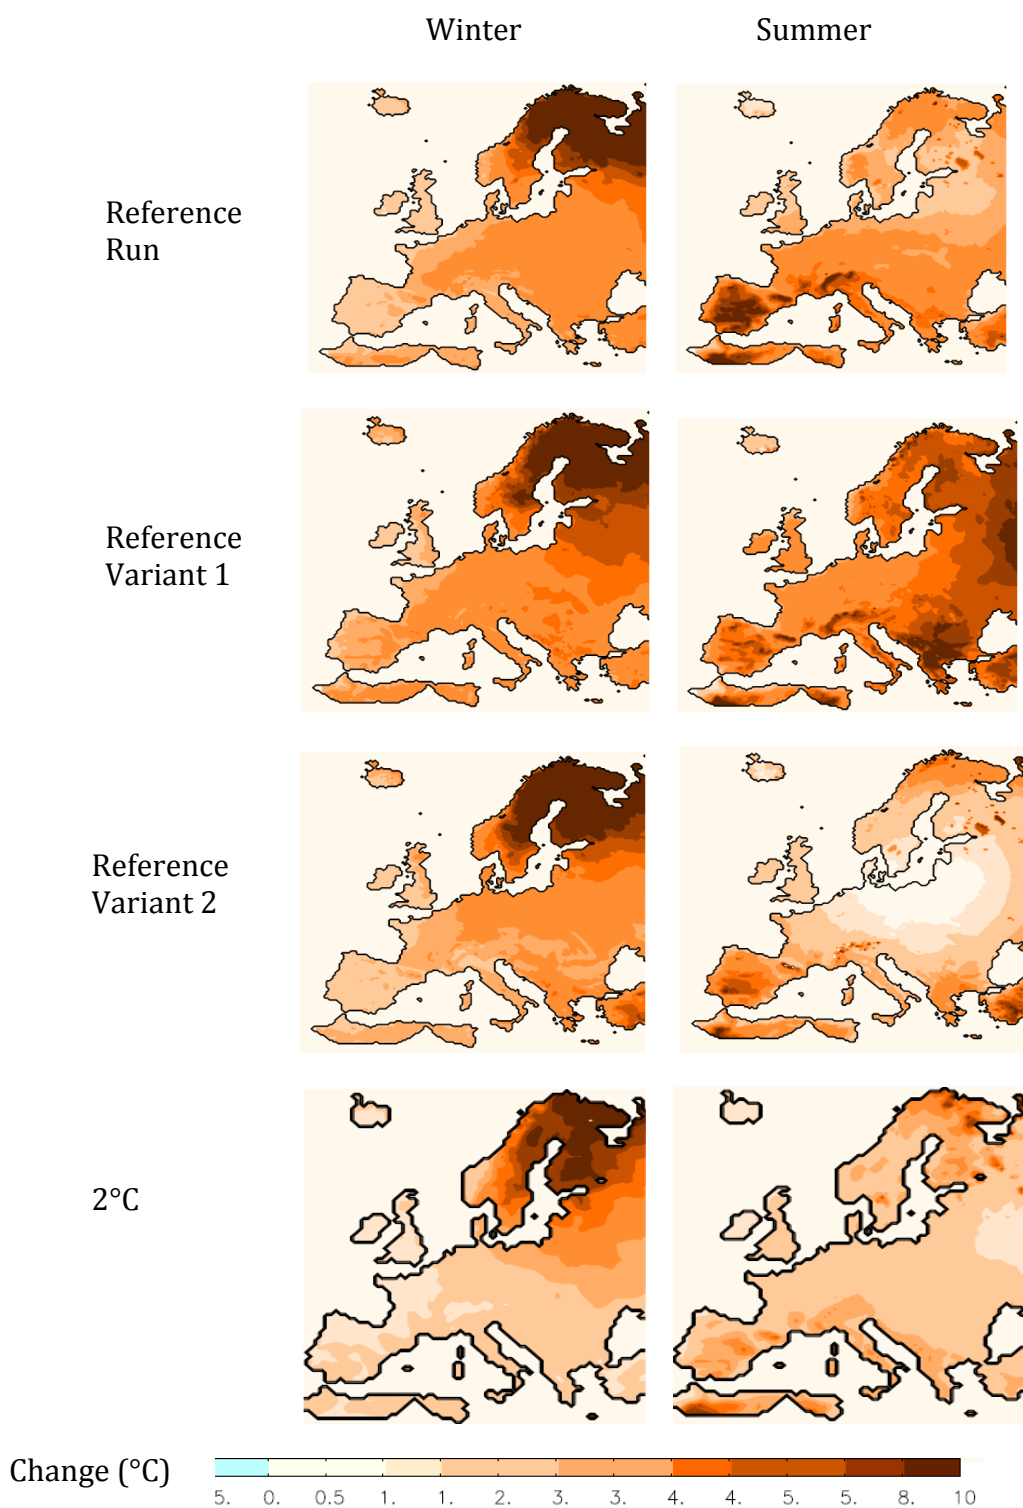 Winter Summer
Reference
Run
Reference
Variant 1
Reference
Variant 2
2°C
Change (°C)
5. 0. 0.5 1. 1. 2. 3. 3. 4. 4. 5. 5. 8. 10